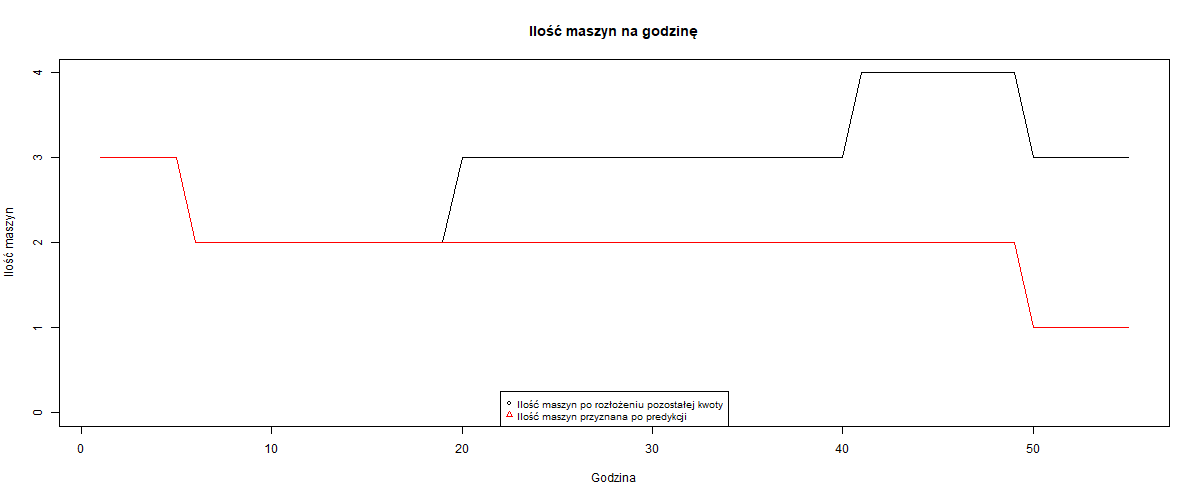 Ilość maszyn na godzinę
Ilość maszyn
4
3
2
1
0
Ilość maszyn po rozłożeniu pozostałej kwoty
Ilość maszyn przyznana po predykcji
0 10 20 30 40 50
Godzina